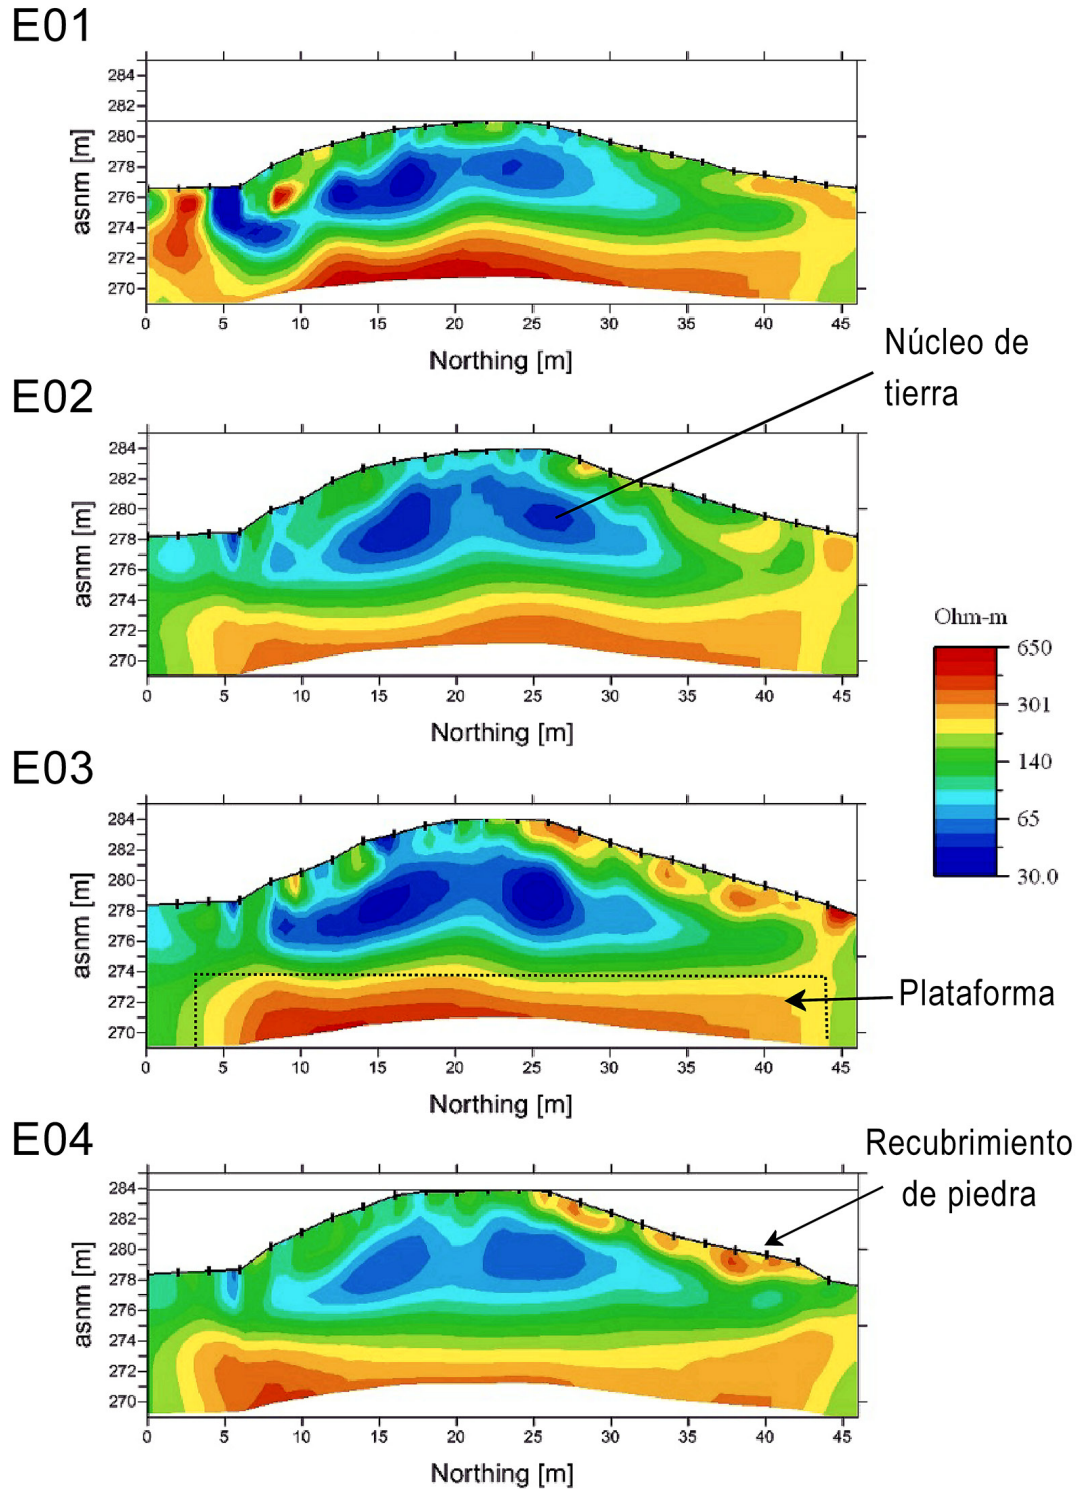 E01
284
282
280
278
276
274
272
270
asnm [m]
0 5 10 15 20 25 30 35 40 45
Northing [m]
Núcleo de
tierra
E02
284
282
280
278
276
274
272
270
asnm [m]
0 5 10 15 20 25 30 35 40 45
Northing [m]
Ohm-m
650
301
140
65
30.0
E03
284
282
280
278
276
274
272
270
asnm [m]
0 5 10 15 20 25 30 35 40 45
Northing [m]
Plataforma
E04
Recubrimiento
de piedra
284
282
280
278
276
274
272
270
asnm [m]
0 5 10 15 20 25 30 35 40 45
Northing [m]